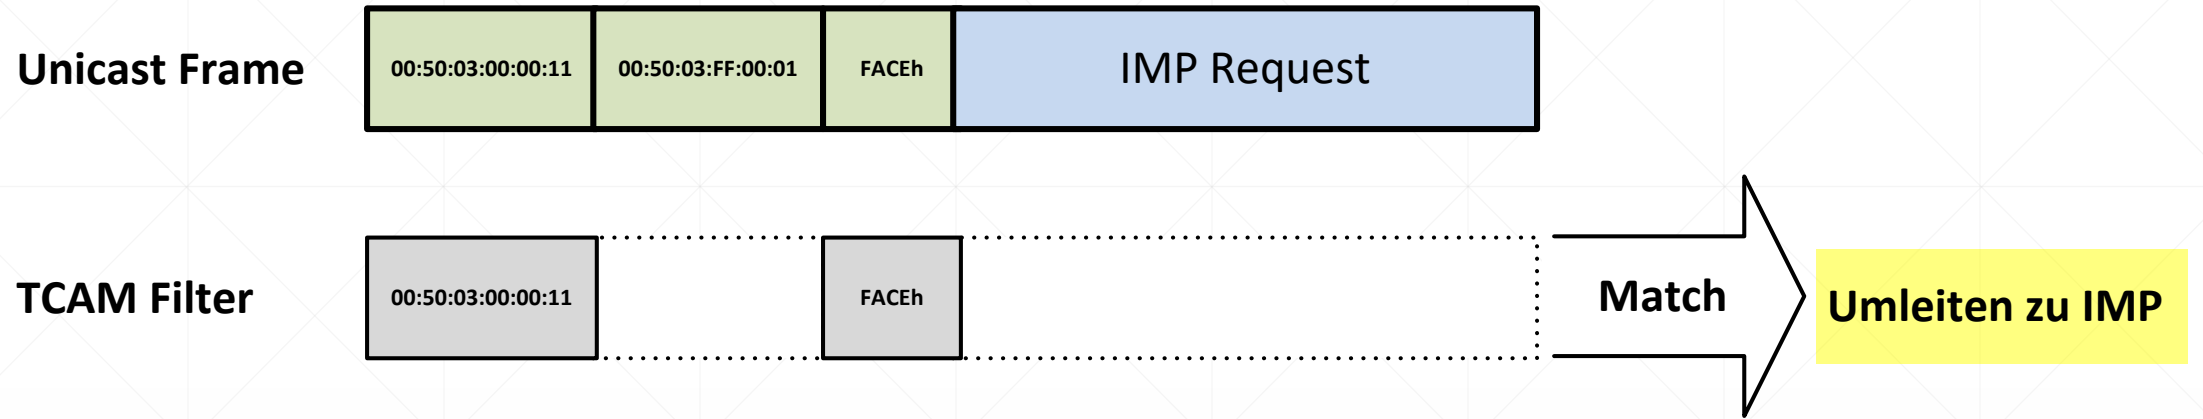 Unicast Frame
00:50:03:00:00:11
00:50:03:FF:00:01
FACEh
IMP Request
TCAM Filter
00:50:03:00:00:11
FACEh
Match
Umleiten zu IMP